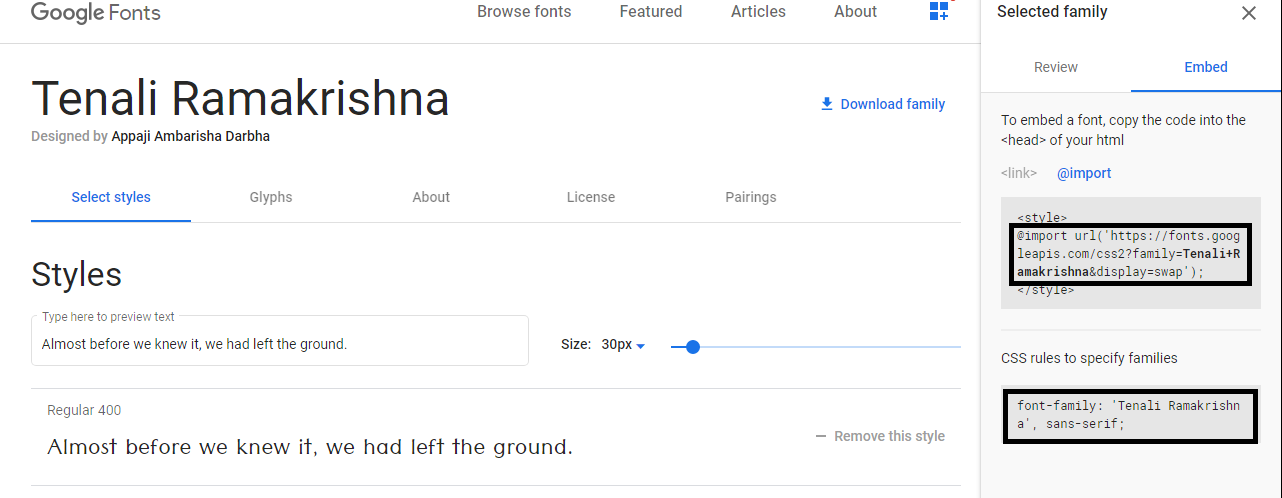 Google Fonts
Browse fonts
Featured
Articles
About
Selected family
Review
Embed
Tenali Ramakrishna
Designed by Appaji Ambarisha Darbha
Download family
To embed a font, copy the code into the
<head> of your html
<link>
@import
Select styles
Glyphs
About
License
Pairings
<style>
@import url('https://fonts.goog
leapis.com/css2?family=Tenali+R
amakrishna&display=swap');
</style>
Styles
Type here to preview text
Almost before we knew it, we had left the ground.
Size: 30px
CSS rules to specify families
font-family: 'Tenali Ramakrishn
a', sans-serif;
Regular 400
Almost before we knew it, we had left the ground.
Remove this style